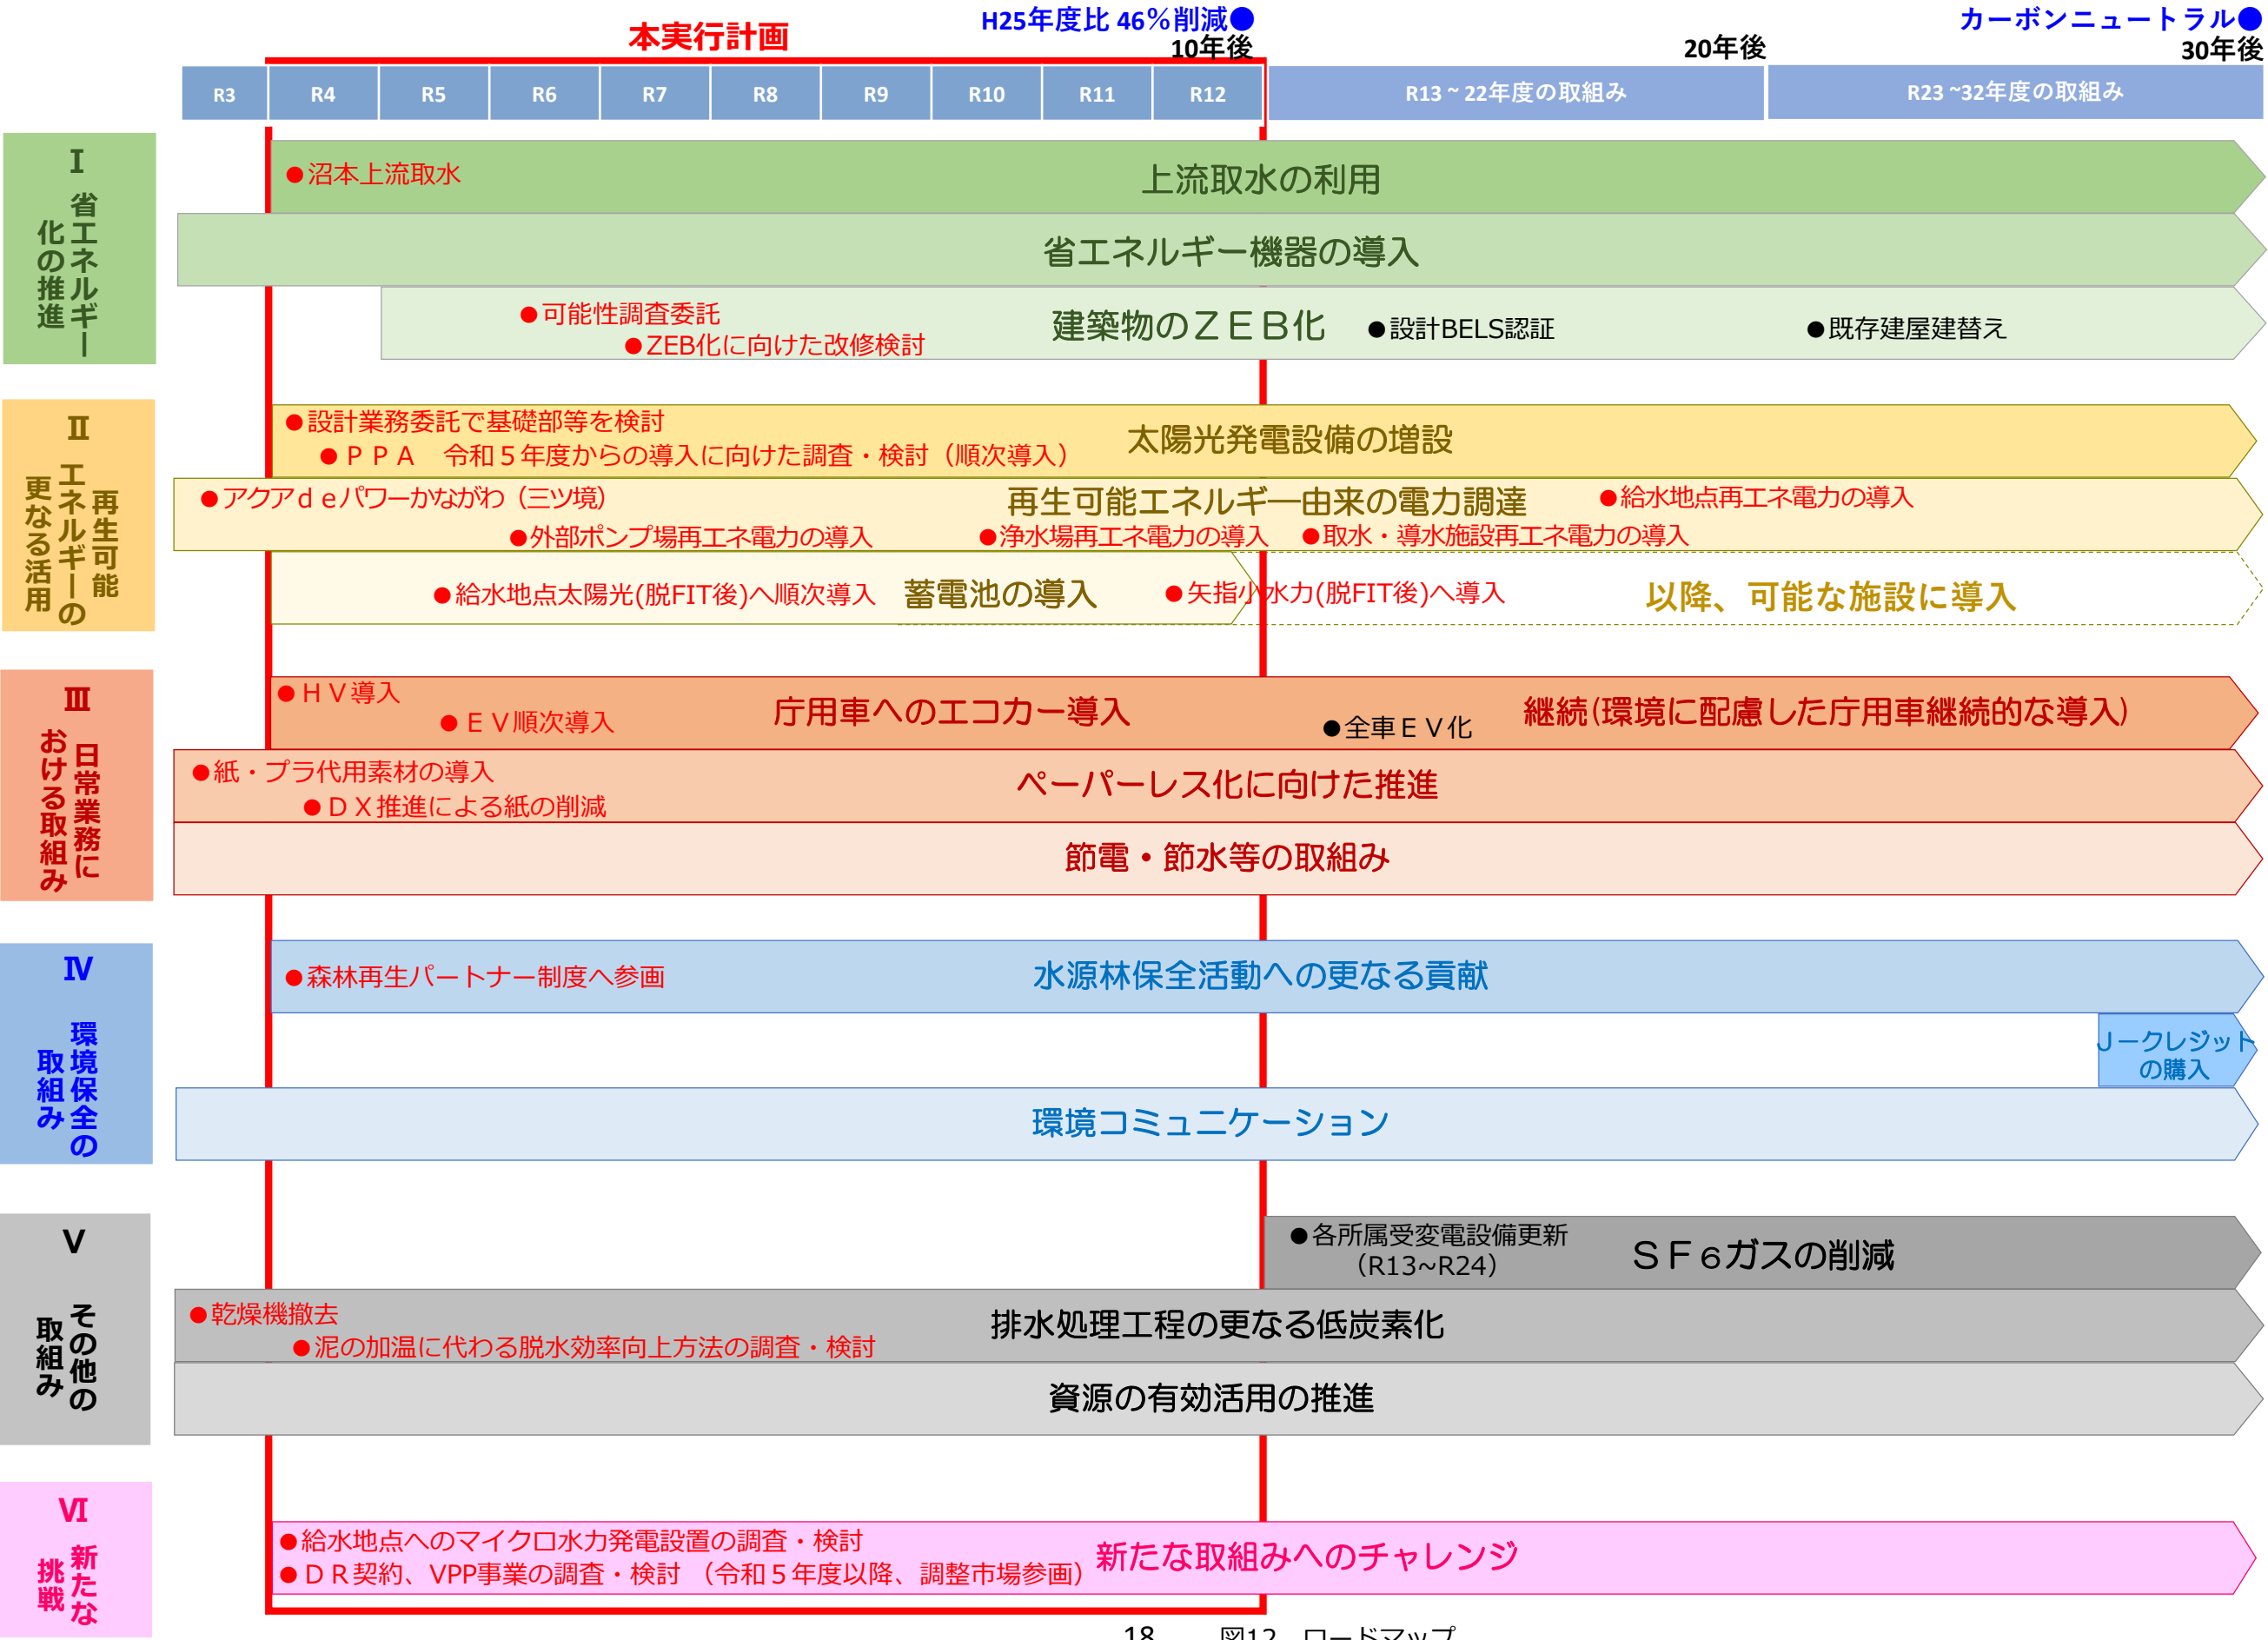 H25年度比 46％削減●
カーボンニュートラル●
本実行計画
10年後
20年後
30年後
R3
R4
R5
R6
R7
R8
R9
R10
R11
R12
R13 ~ 22年度の取組み
R23 ~32年度の取組み
Ⅰ
省エネルギー
化の推進
●沼本上流取水
上流取水の利用
省エネルギー機器の導入
●可能性調査委託
●ZEB化に向けた改修検討
建築物のＺＥＢ化
●設計BELS認証
●既存建屋建替え
Ⅱ
再生可能
エネルギーの
更なる活用
●設計業務委託で基礎部等を検討
●ＰＰＡ　令和５年度からの導入に向けた調査・検討（順次導入）
太陽光発電設備の増設
●アクアｄｅパワーかながわ（三ツ境）
再生可能エネルギー由来の電力調達
●給水地点再エネ電力の導入
●外部ポンプ場再エネ電力の導入
●浄水場再エネ電力の導入
●取水・導水施設再エネ電力の導入
●給水地点太陽光(脱FIT後)へ順次導入
蓄電池の導入
●矢指小水力(脱FIT後)へ導入
以降、可能な施設に導入
Ⅲ
日常業務に
おける取組み
●ＨＶ導入
●ＥＶ順次導入
庁用車へのエコカー導入
●全車ＥＶ化
継続(環境に配慮した庁用車継続的な導入)
●紙・プラ代用素材の導入
●ＤＸ推進による紙の削減
ペーパーレス化に向けた推進
節電・節水等の取組み
Ⅳ
環境保全の
取組み
●森林再生パートナー制度へ参画
水源林保全活動への更なる貢献
Ｊークレジット
の購入
環境コミュニケーション
Ⅴ
その他の
取組み
●各所属受変電設備更新
（R13~R24）
ＳＦ６ガスの削減
●乾燥機撤去
●泥の加温に代わる脱水効率向上方法の調査・検討
排水処理工程の更なる低炭素化
資源の有効活用の推進
Ⅵ
新たな
挑戦
●給水地点へのマイクロ水力発電設置の調査・検討
●ＤＲ契約、VPP事業の調査・検討 （令和５年度以降、調整市場参画）
新たな取組みへのチャレンジ
18
図12　ロードマップ